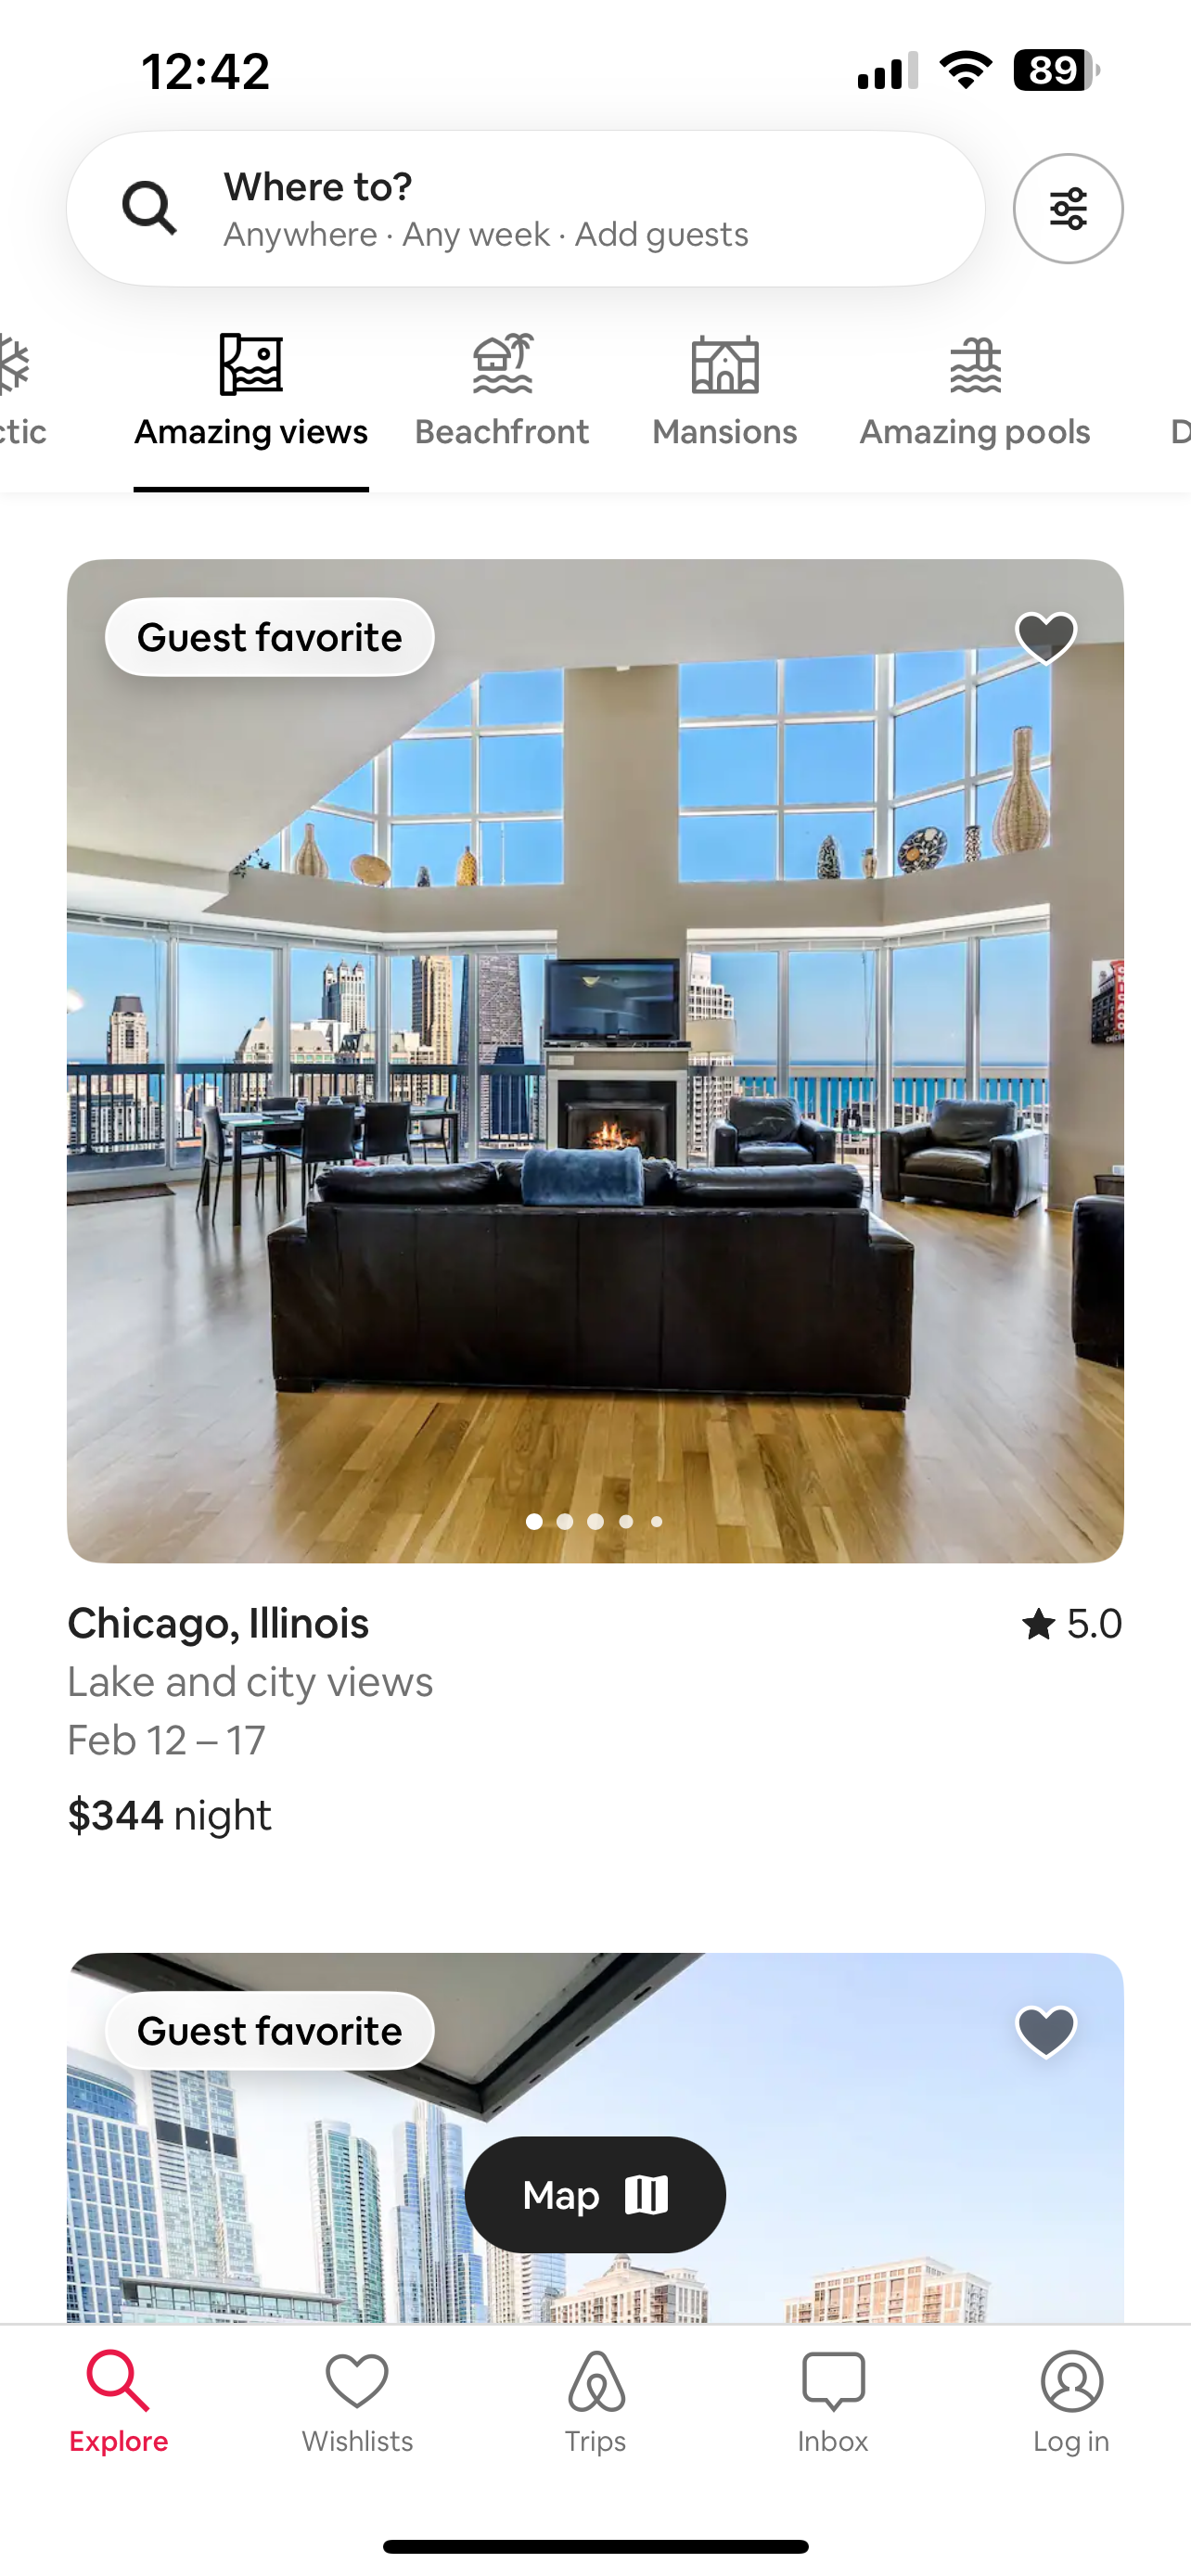 12:42
89
Where to?
Anywhere · Any week · Add guests
ctic
Amazing views
Beachfront
Mansions
Amazing pools
D
Guest favorite
Chicago, Illinois
5.0
Lake and city views
Feb 12 – 17
$344 night
Guest favorite
Map
Explore
Wishlists
Trips
Inbox
Log in